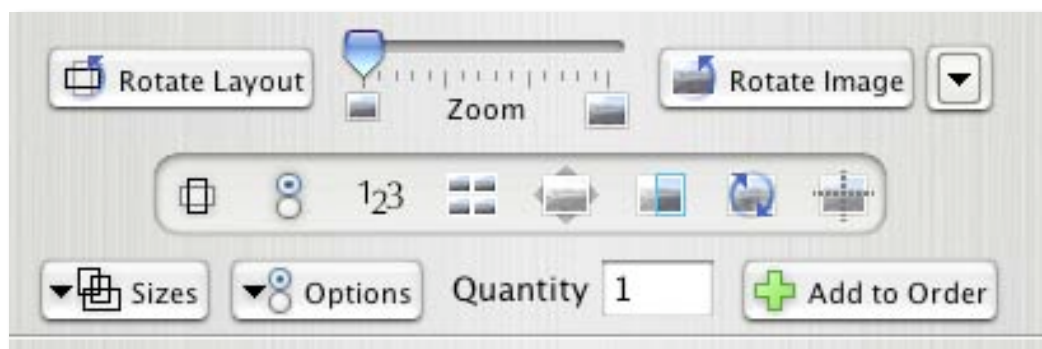 Rotate Layout
Zoom
Rotate Image
123
Sizes
Options
Quantity 1
Add to Order